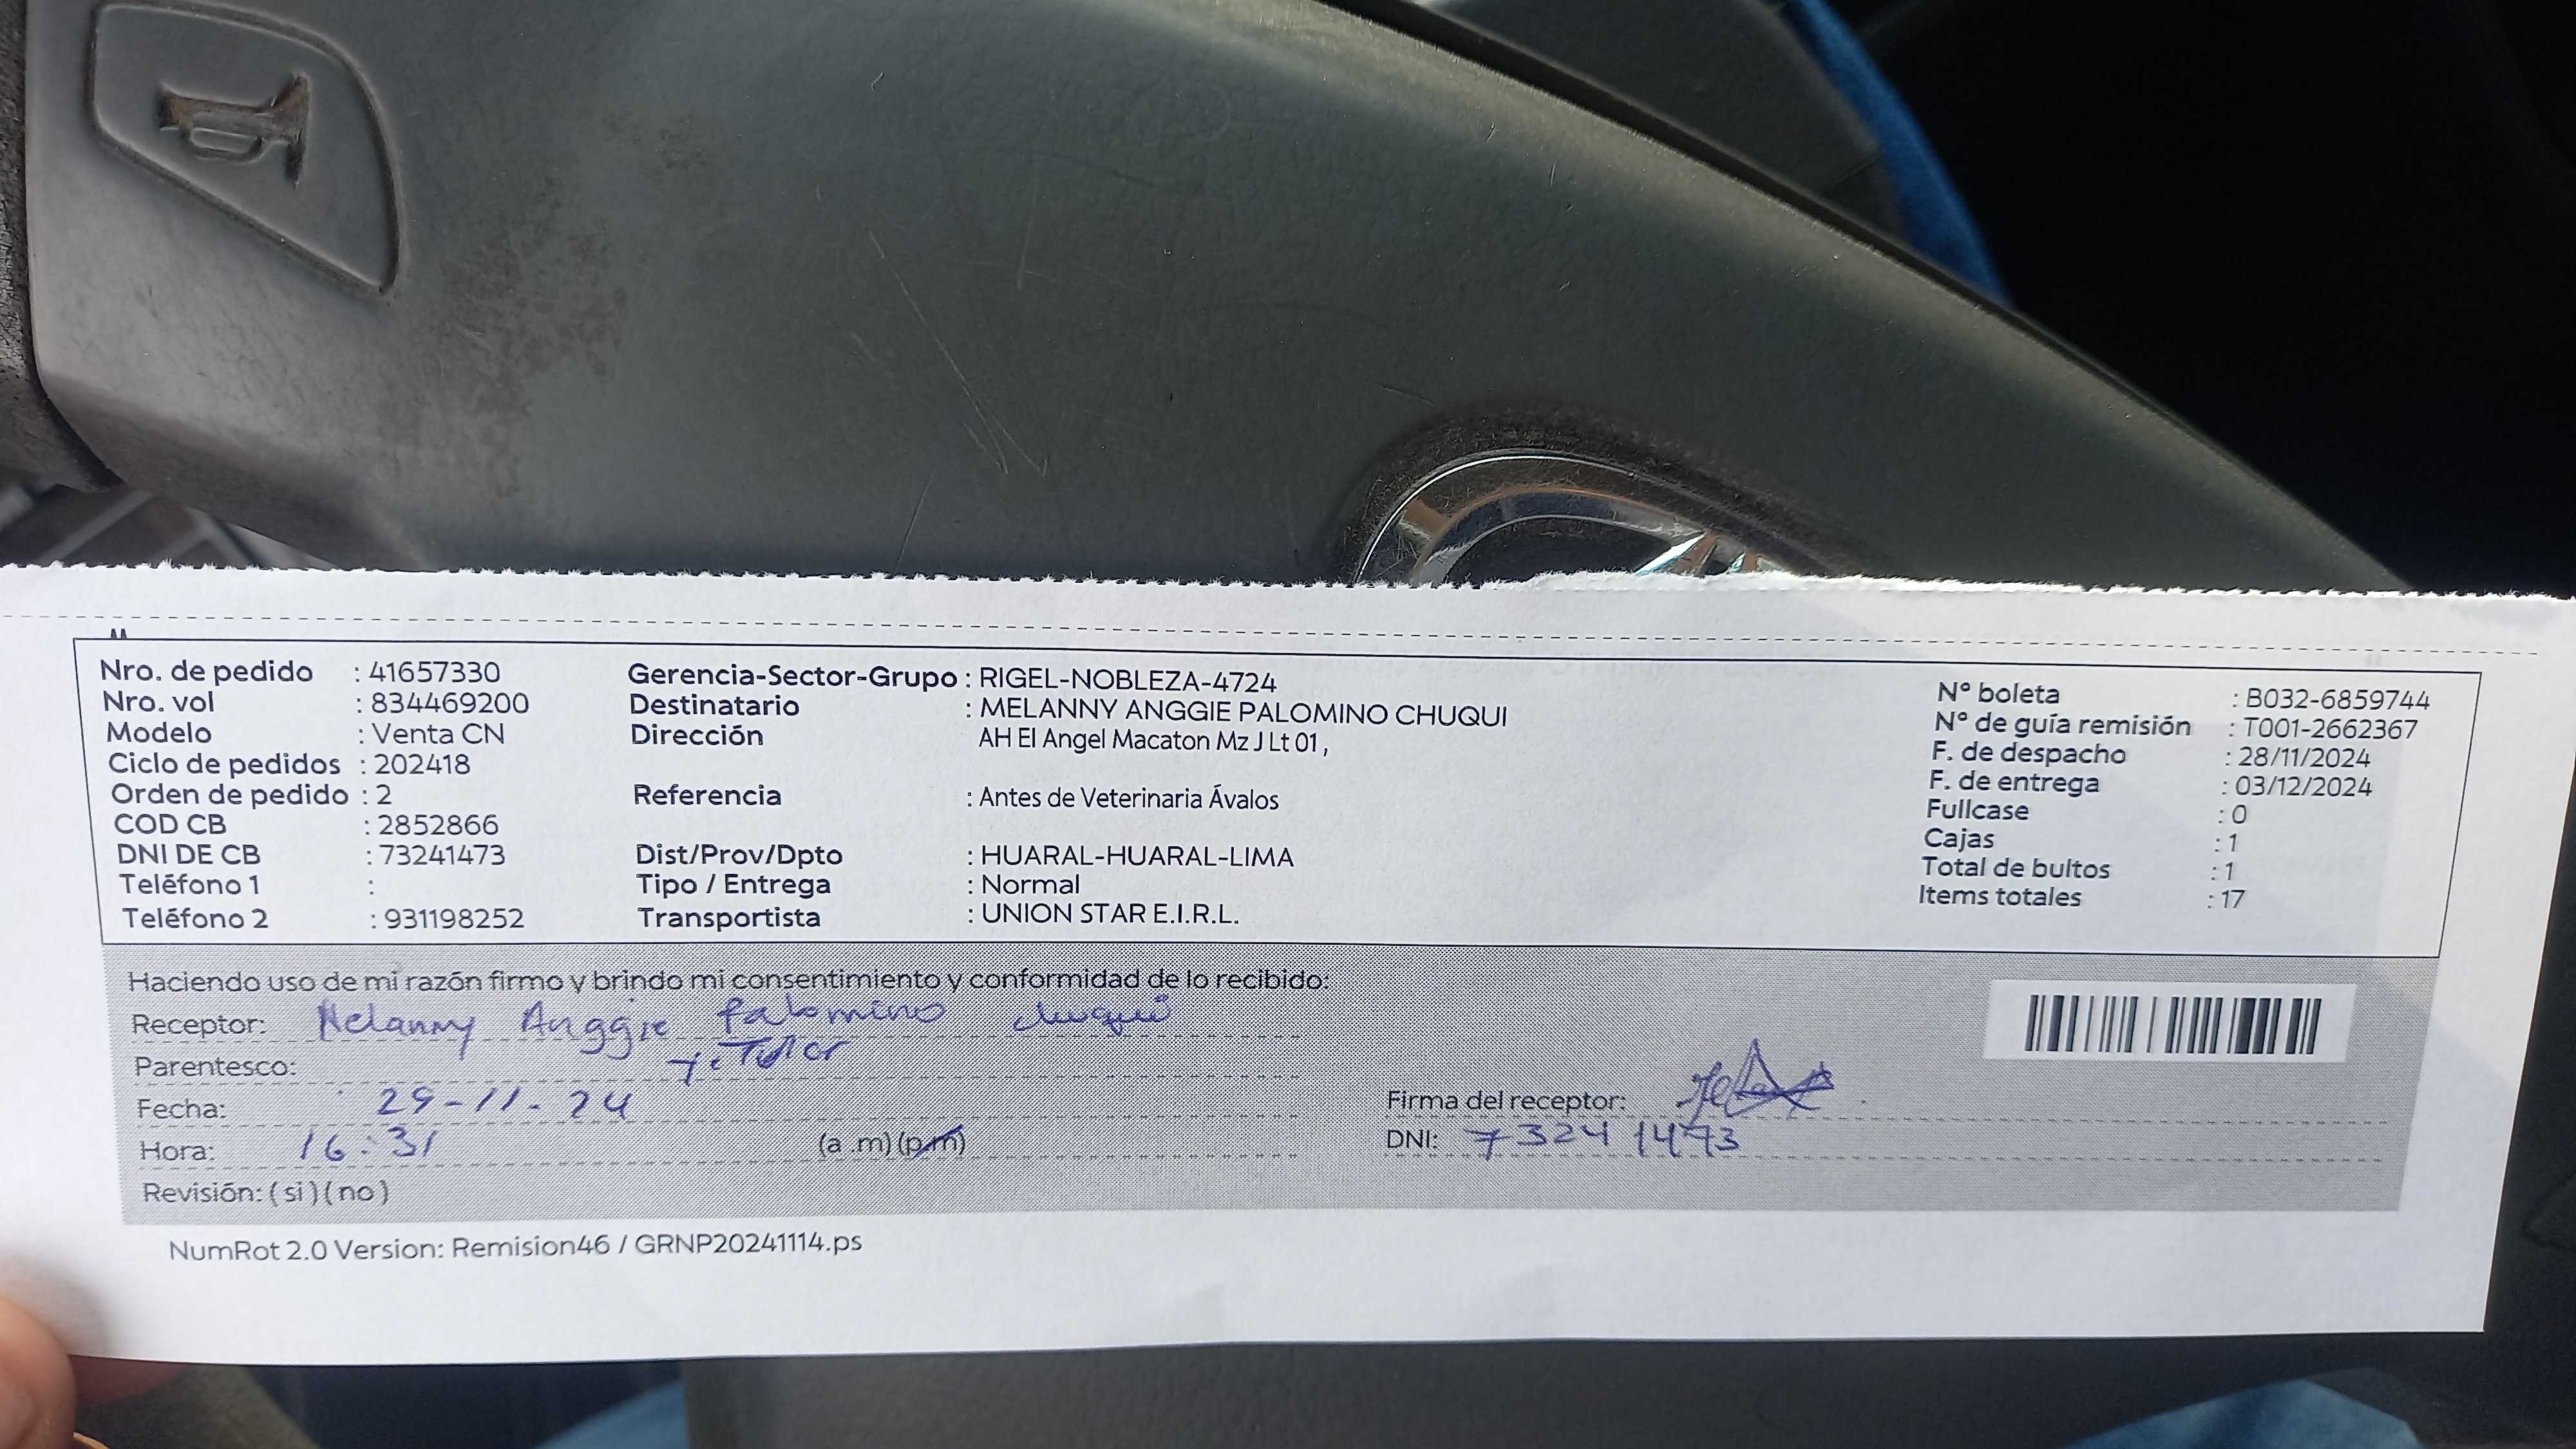 Nro. de pedido : 41657330
Nro. vol : 834469200
Modelo : Venta CN
Ciclo de pedidos : 202418
Orden de pedido : 2
COD CB : 2852866
DNI DE CB : 73241473
Teléfono 1 :
Teléfono 2 : 931198252
Gerencia-Sector-Grupo : RIGEL-NOBLEZA-4724
Destinatario : MELANNY ANGGIE PALOMINO CHUQUI
Dirección AH El Angel Macaton Mz J Lt 01 ,
Referencia : Antes de Veterinaria Ávalos
Dist/Prov/Dpto : HUARAL-HUARAL-LIMA
Tipo / Entrega : Normal
Transportista : UNION STAR E.I.R.L.
N° boleta : B032-6859744
N° de guía remisión : T001-2662367
F. de despacho : 28/11/2024
F. de entrega : 03/12/2024
Fullcase : 0
Cajas : 1
Total de bultos : 1
Items totales : 17
Haciendo uso de mi razón firmo y brindo mi consentimiento y conformidad de lo recibido:
Receptor: Melanny Anggie Palomino chuqui
Parentesco: Titular
Fecha: 29-11-24
Hora: 16:31 (a .m) (p.m)
Revisión: ( si ) ( no )
Firma del receptor:
DNI: 73241473
NumRot 2.0 Version: Remision46 / GRNP20241114.ps